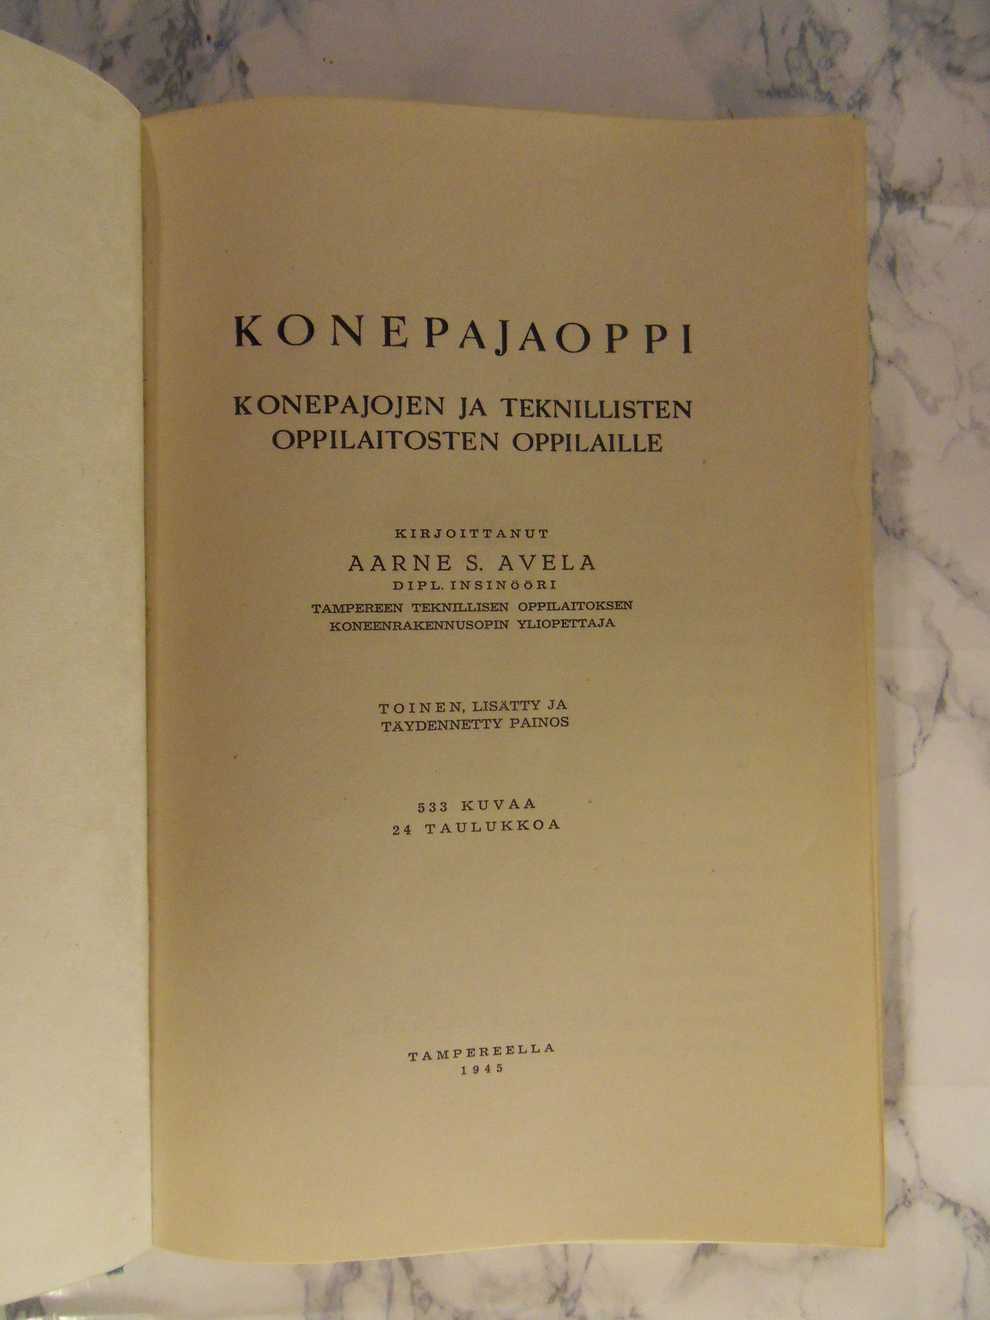 KONEPAJAOPPI
KONEPAJOJEN JA TEKNILLISTEN
OPPILAITOSTEN OPPILAILLE
KIRJOITTANUT
AARNE S. AVELA
DIPL. INSINÖÖRI
TAMPEREEN TEKNILLISEN OPPILAITOKSEN
KONEENRAKENNUSOPIN YLIOPETTAJA
TOINEN, LISÄTTY JA
TÄYDENNETTY PAINOS
533 KUVAA
24 TAULUKKOA
TAMPEREELLA
1945